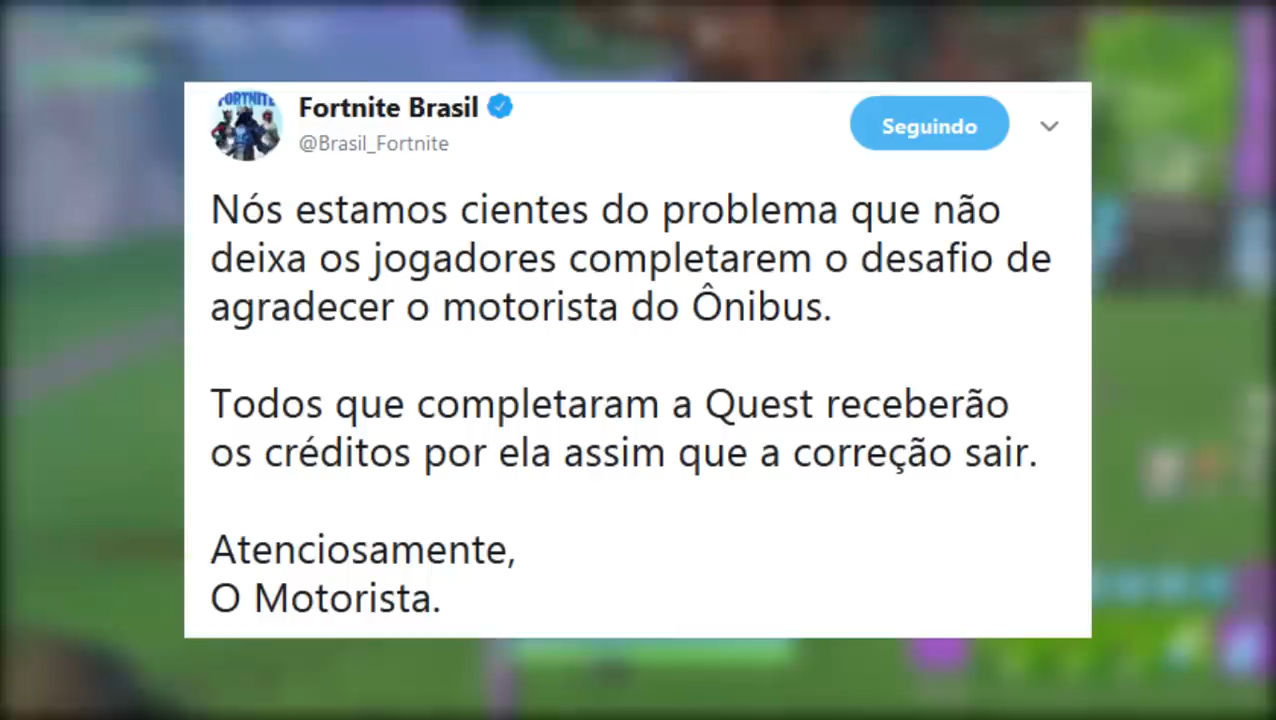 FORTNITE
Fortnite Brasil
@Brasil_Fortnite
Seguindo
Nós estamos cientes do problema que não
deixa os jogadores completarem o desafio de
agradecer o motorista do Ônibus.
Todos que completaram a Quest receberão
os créditos por ela assim que a correção sair.
Atenciosamente,
O Motorista.